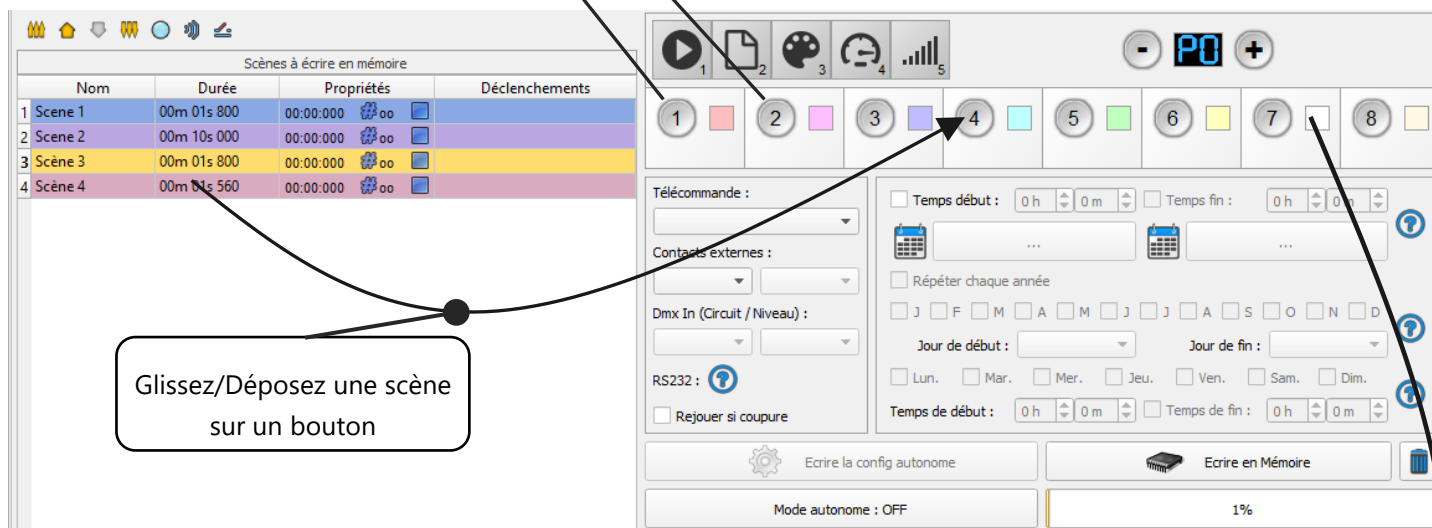 Scènes à écrire en mémoire
Nom Durée Propriétés Déclenchements
1 Scene 1 00m 01s 800 00:00:000 #oo
2 Scene 2 00m 10s 000 00:00:000 #oo
3 Scène 3 00m 01s 800 00:00:000 #oo
4 Scène 4 00m 01s 560 00:00:000 #oo
Glissez/Déposez une scène
sur un bouton
1 2 3 4 5
- P0 +
1 2 3 4 5 6 7 8
Télécommande :
Contacts externes :
Dmx In (Circuit / Niveau) :
RS232 : ?
Rejouer si coupure
Temps début : 0 h 0 m Temps fin : 0 h 0 m ?
... ...
Répéter chaque année
J F M A M J J A S O N D ?
Jour de début : Jour de fin :
Lun. Mar. Mer. Jeu. Ven. Sam. Dim. ?
Temps de début : 0 h 0 m Temps de fin : 0 h 0 m
Ecrire la config autonome Ecrire en Mémoire
Mode autonome : OFF 1%